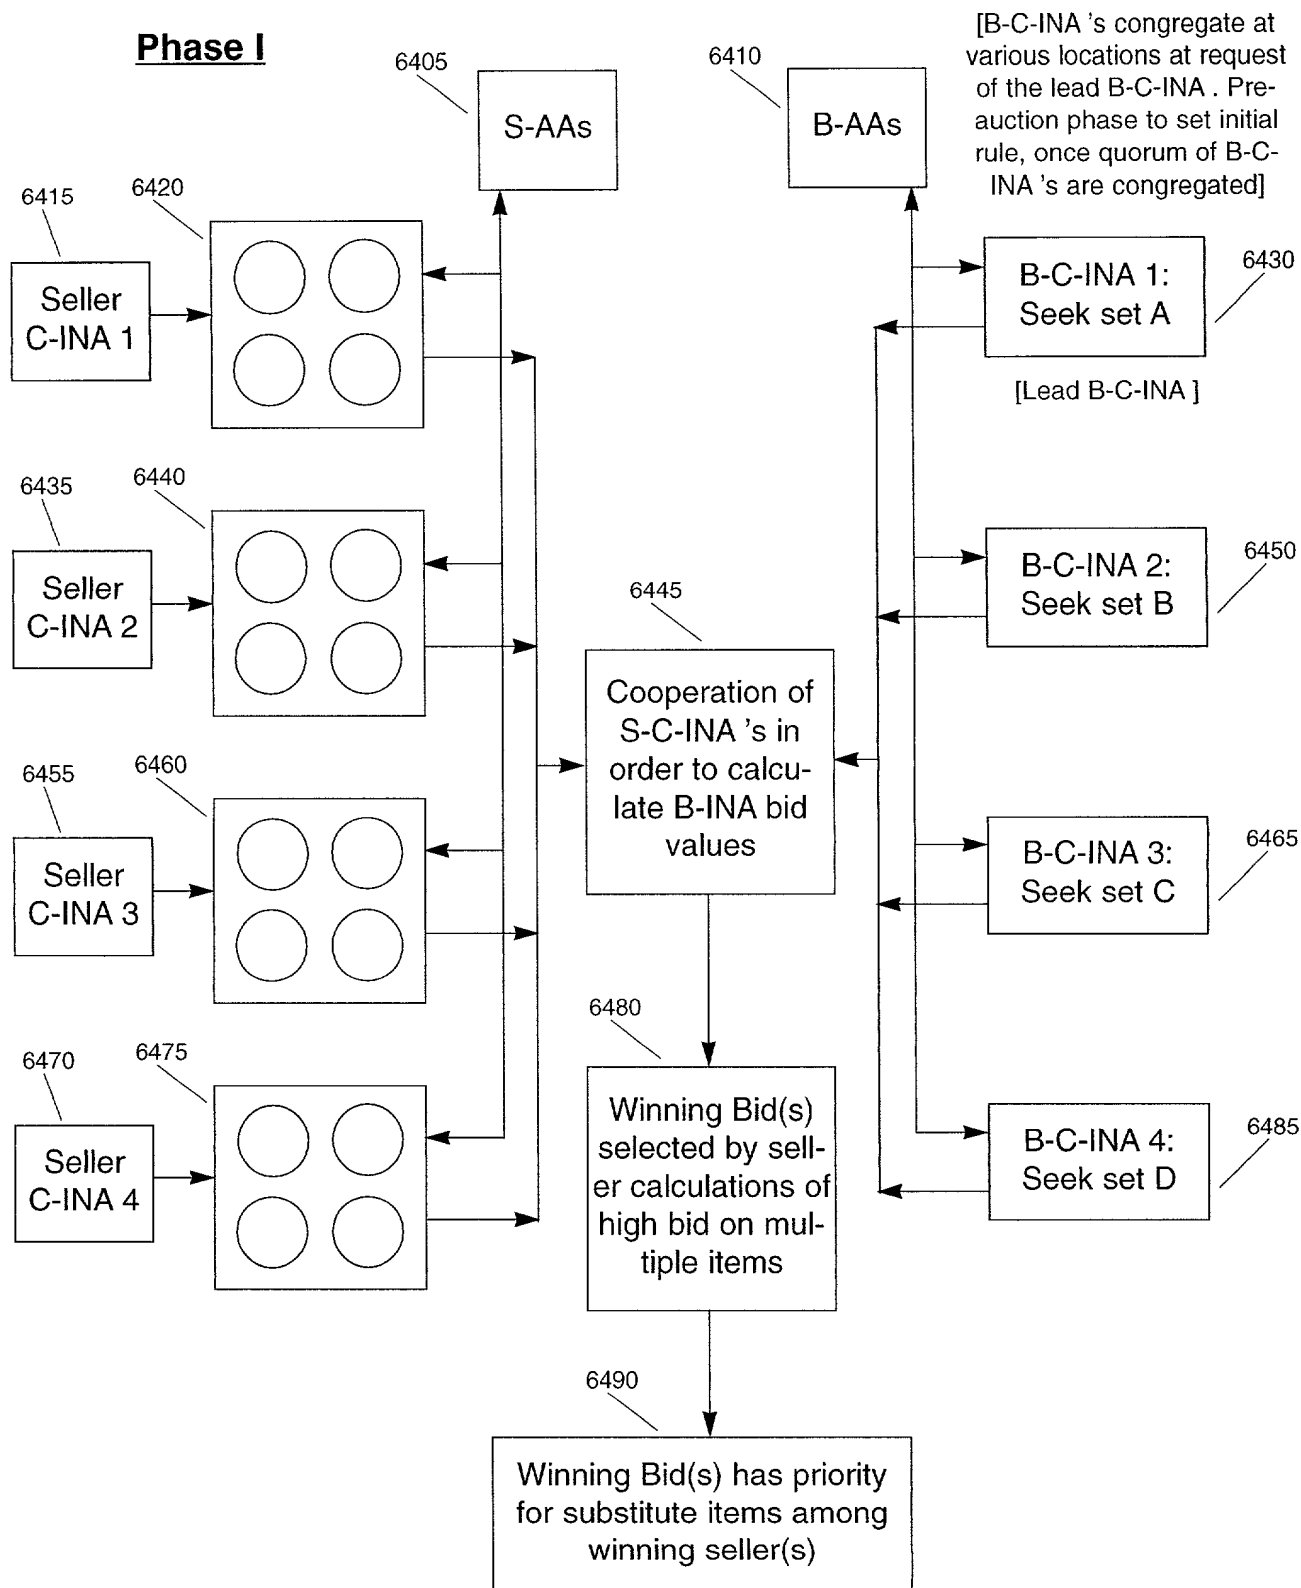 Phase I
6405
S-AAs
6410
B-AAs
[B-C-INA 's congregate at
various locations at request
of the lead B-C-INA . Pre-
auction phase to set initial
rule, once quorum of B-C-
INA 's are congregated]
6415
Seller
C-INA 1
6420
6430
B-C-INA 1:
Seek set A
[Lead B-C-INA ]
6435
Seller
C-INA 2
6440
6450
B-C-INA 2:
Seek set B
6445
Cooperation of
S-C-INA 's in
order to calcu-
late B-INA bid
values
6455
Seller
C-INA 3
6460
6465
B-C-INA 3:
Seek set C
6470
Seller
C-INA 4
6475
6480
Winning Bid(s)
selected by sell-
er calculations of
high bid on mul-
tiple items
6485
B-C-INA 4:
Seek set D
6490
Winning Bid(s) has priority
for substitute items among
winning seller(s)